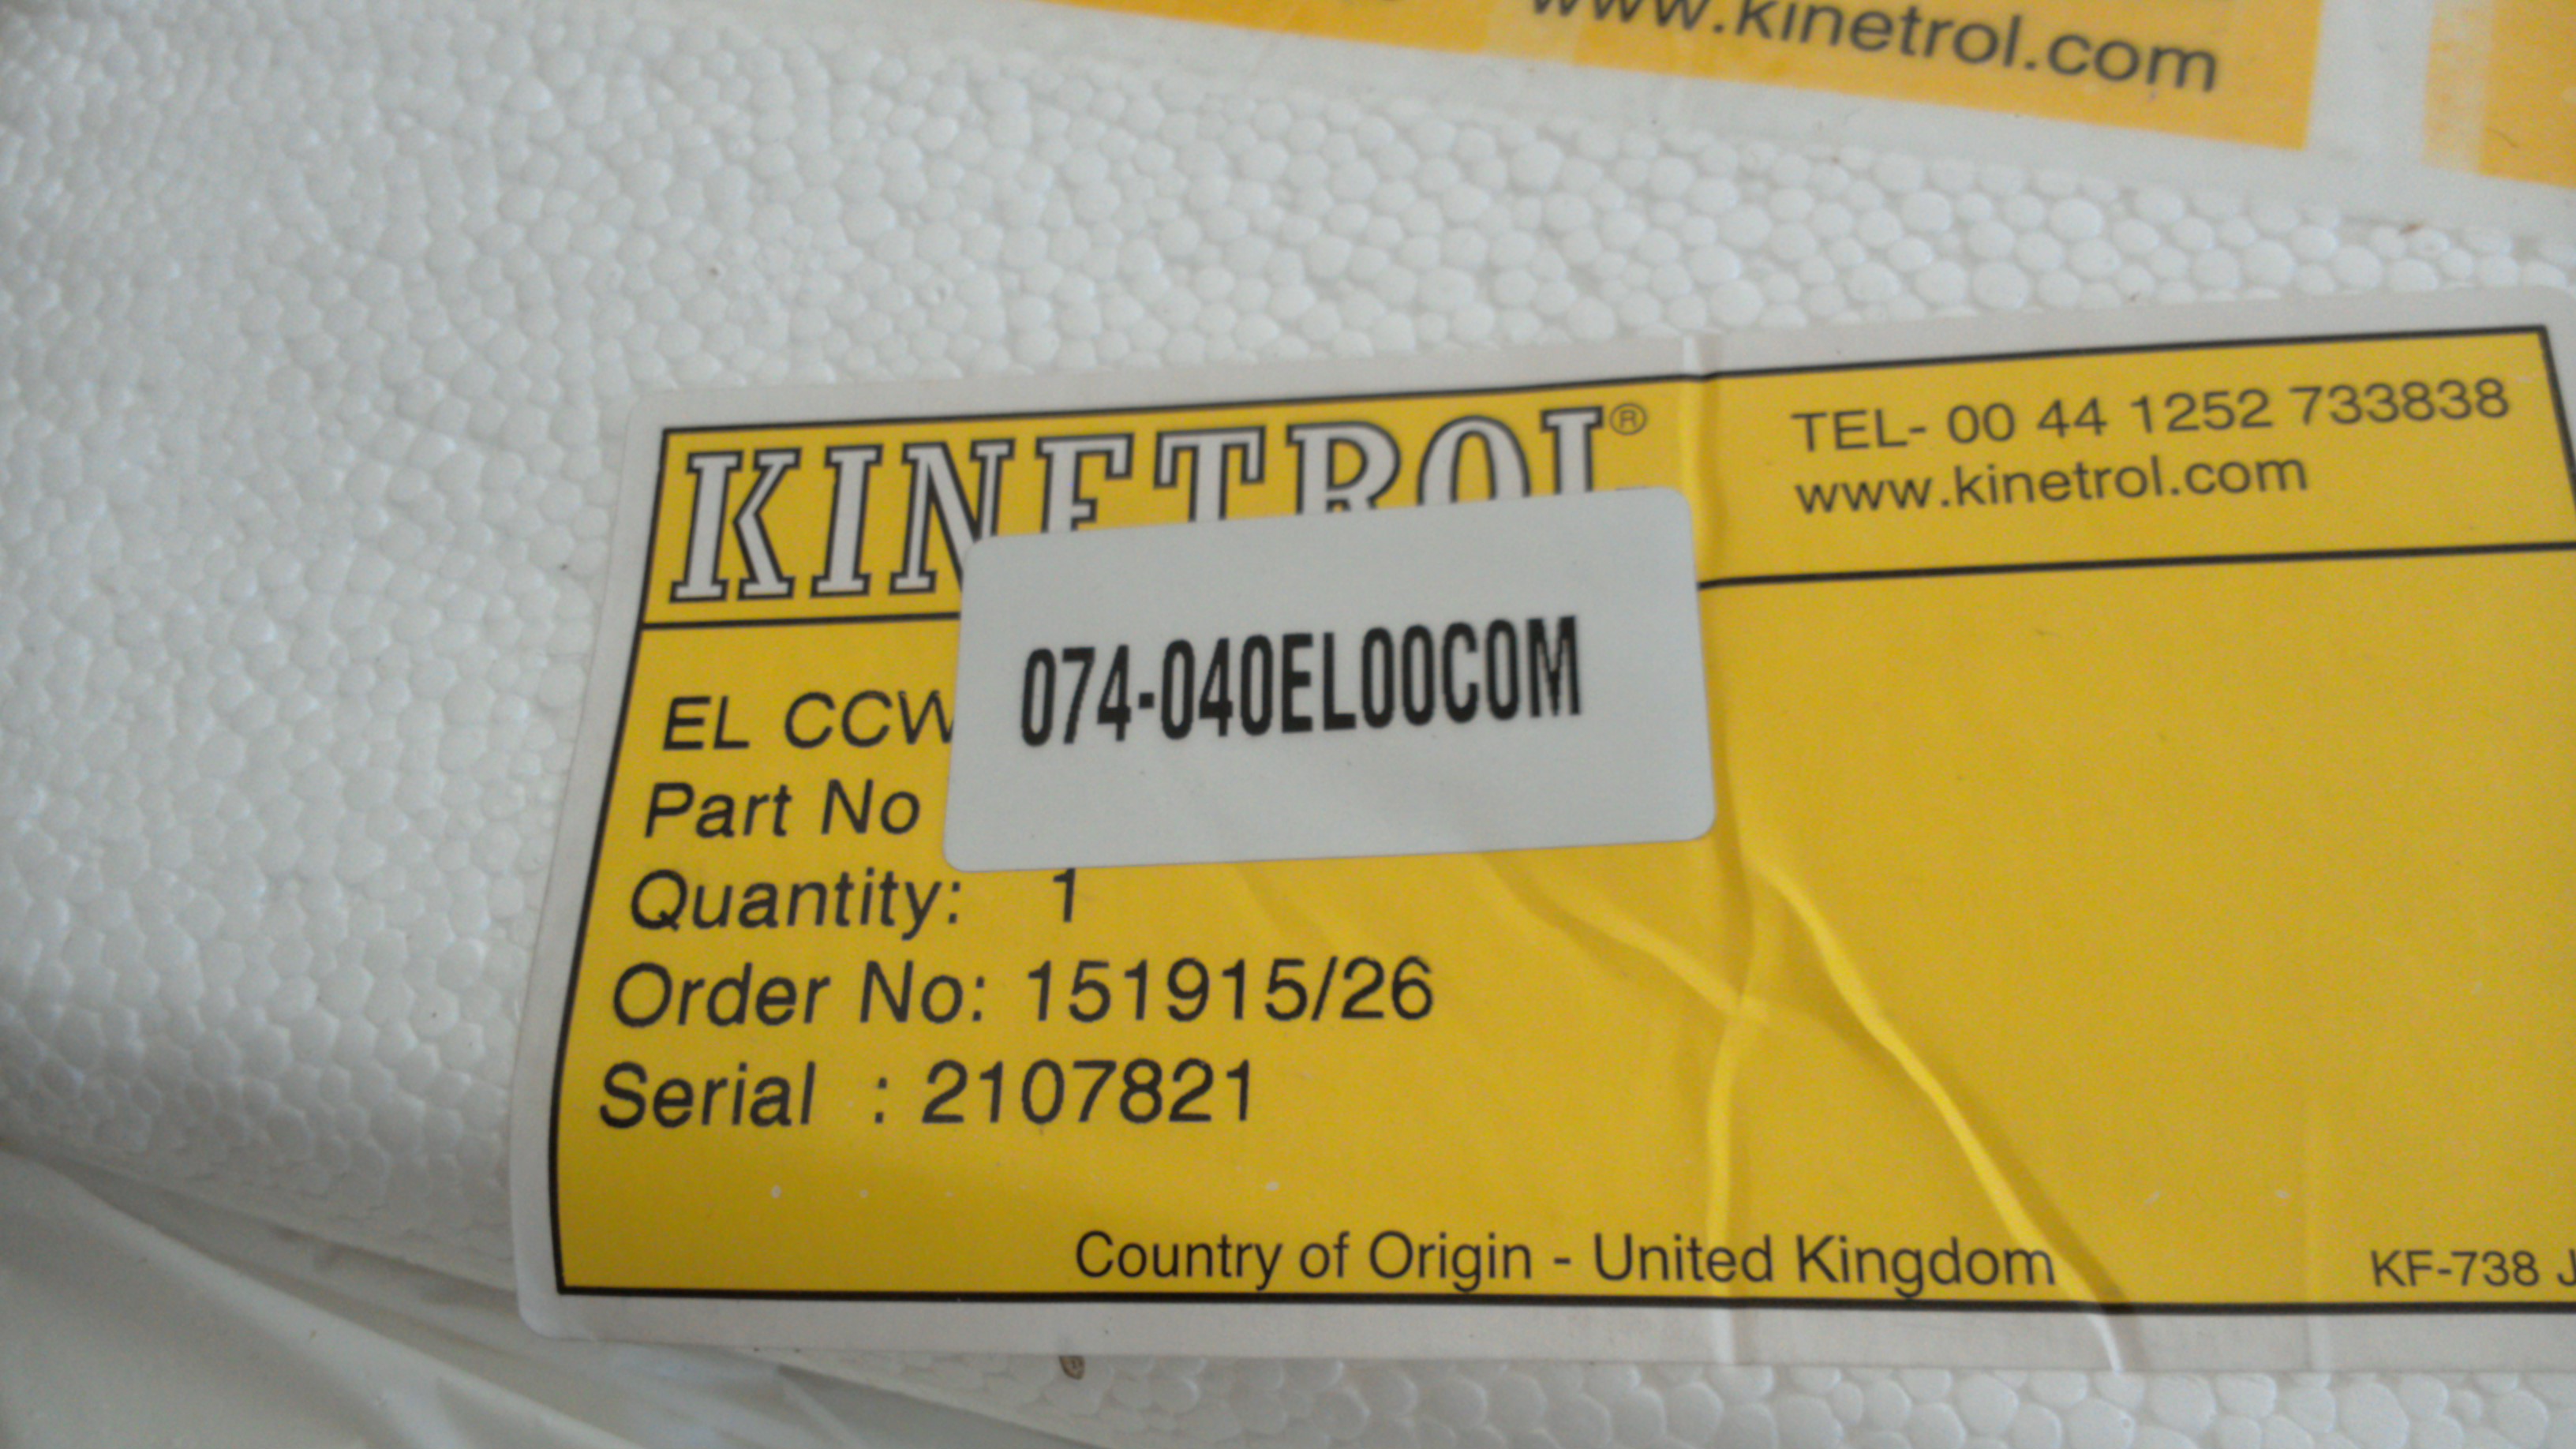 www.kinetrol.com
KINETROL®
TEL- 00 44 1252 733838
www.kinetrol.com
074-040EL00COM
EL CCW
Part No
Quantity: 1
Order No: 151915/26
Serial : 2107821
Country of Origin - United Kingdom
KF-738 J